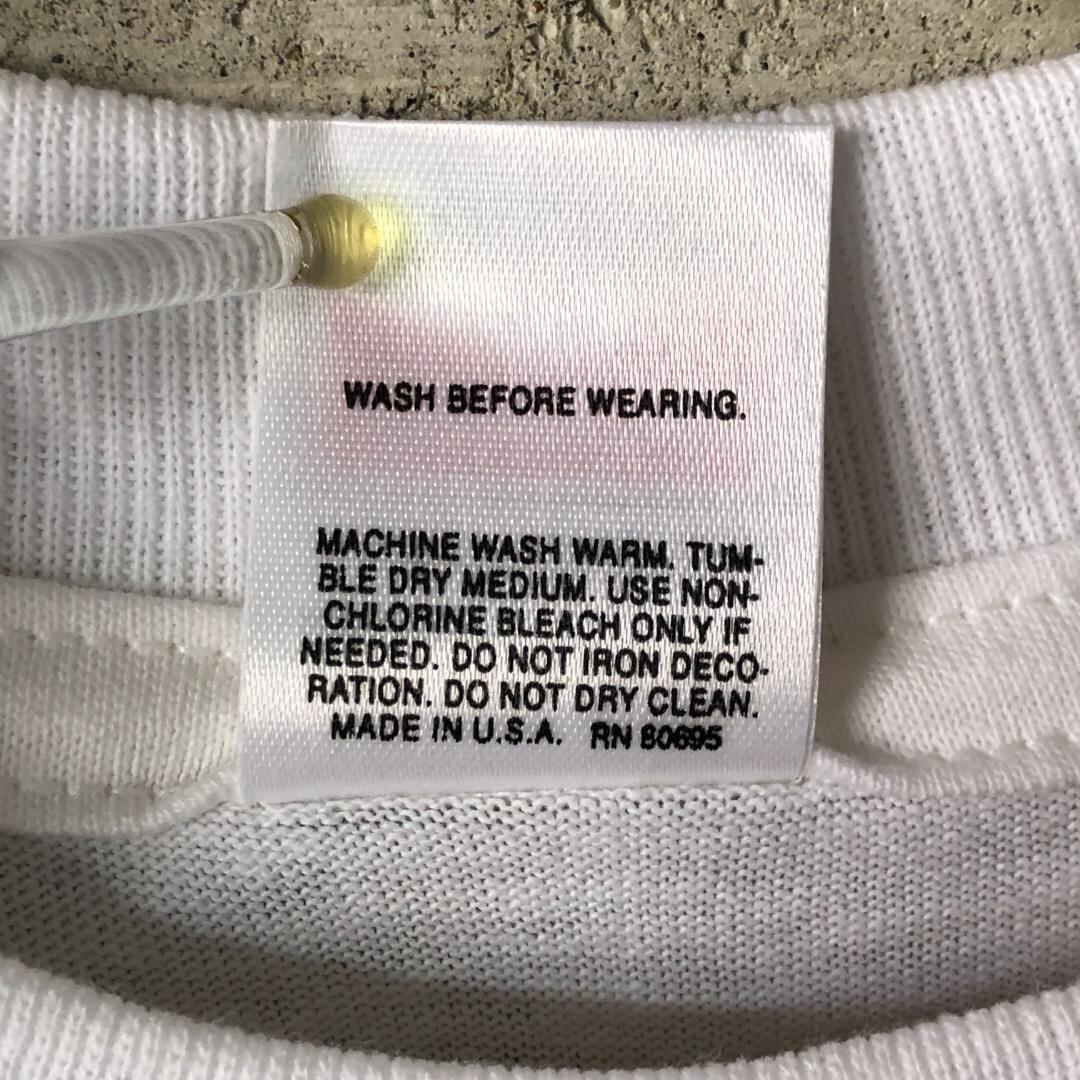 WASH BEFORE WEARING.
MACHINE WASH WARM. TUM-
BLE DRY MEDIUM. USE NON-
CHLORINE BLEACH ONLY IF
NEEDED. DO NOT IRON DECO-
RATION. DO NOT DRY CLEAN.
MADE IN U.S.A. RN 80695